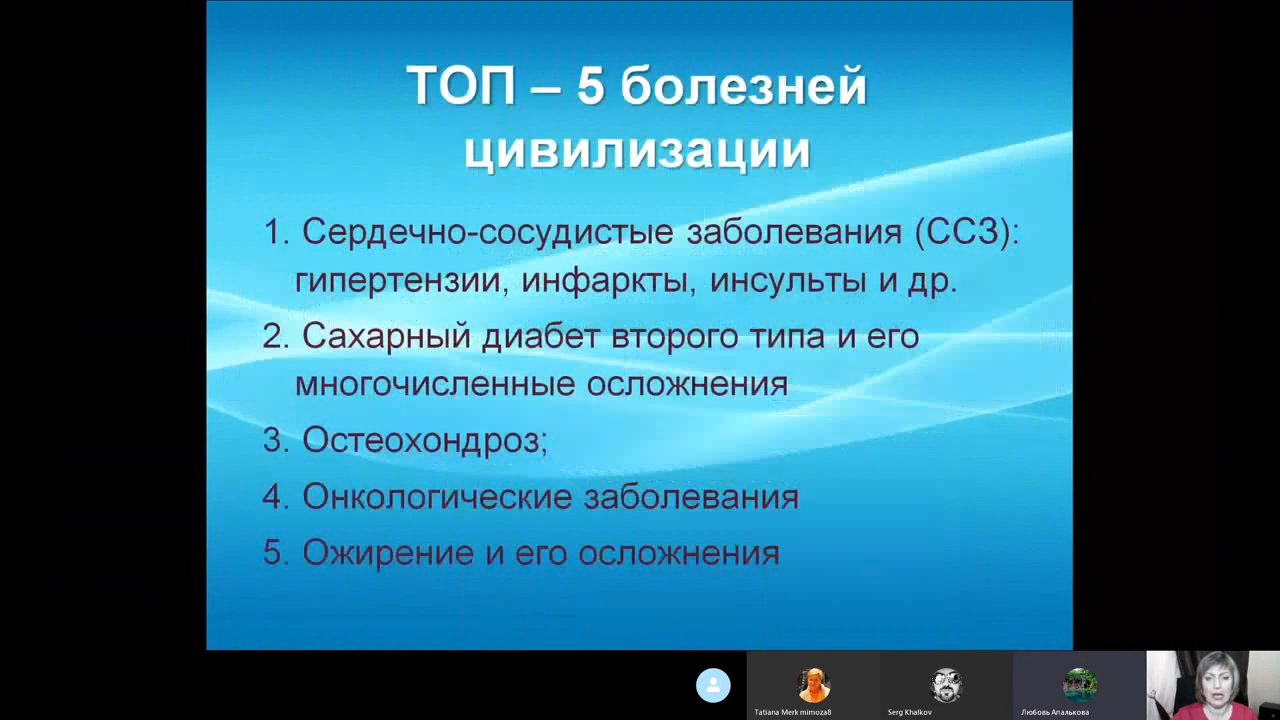 ТОП – 5 болезней
цивилизации
1. Сердечно-сосудистые заболевания (ССЗ):
гипертензии, инфаркты, инсульты и др.
2. Сахарный диабет второго типа и его
многочисленные осложнения
3. Остеохондроз;
4. Онкологические заболевания
5. Ожирение и его осложнения
Tatiana Merk mimoza8
Serg Khalkov
Любовь Апалькова